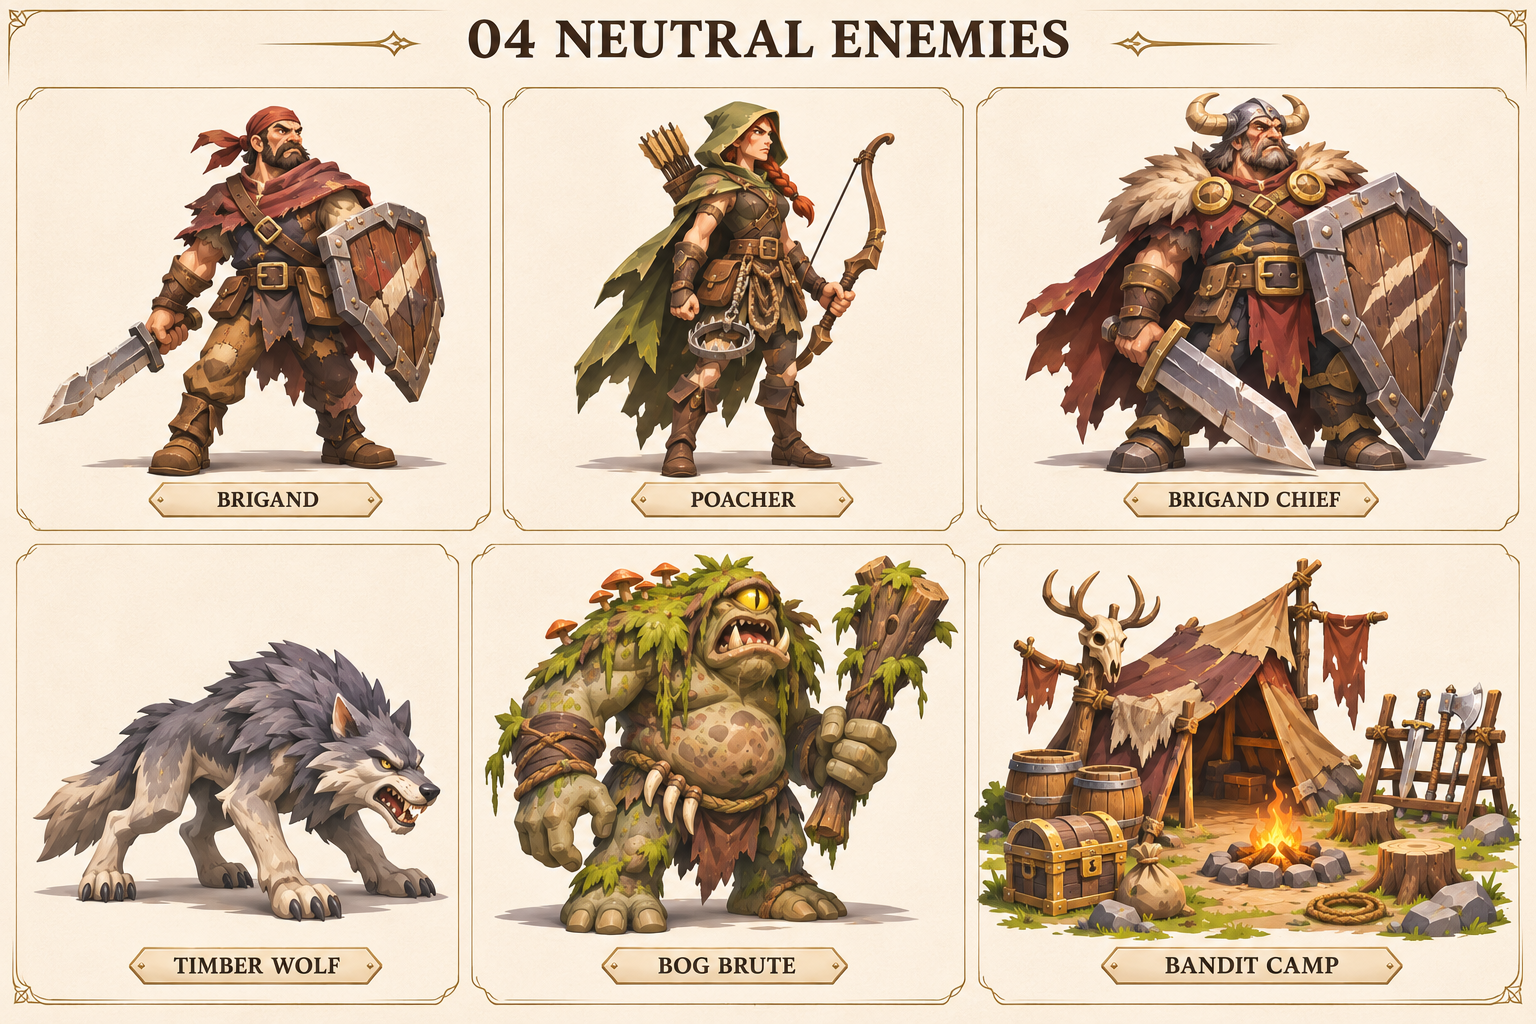 04 NEUTRAL ENEMIES
BRIGAND
POACHER
BRIGAND CHIEF
TIMBER WOLF
BOG BRUTE
BANDIT CAMP